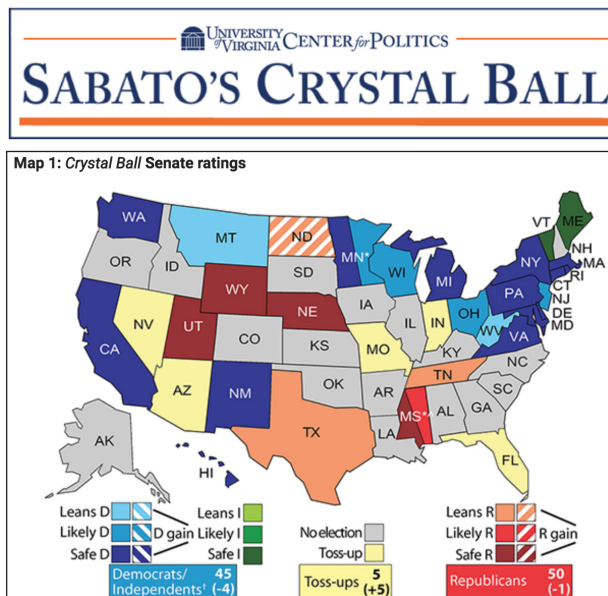 UNIVERSITY of VIRGINIA CENTER for POLITICS
SABATO'S CRYSTAL BALL
Map 1: Crystal Ball Senate ratings
WA
MT
ND
MN*
VT
ME
OR
ID
SD
WI
MI
NY
NH
MA
RI
CT
WY
NE
IA
PA
NJ
DE
MD
NV
UT
CO
KS
MO
IL
IN
OH
WV
VA
CA
KY
NC
AZ
NM
OK
AR
TN
SC
TX
LA
MS*^
AL
GA
AK
HI
FL
Leans D
Likely D
Safe D
D gain
Leans I
Likely I
Safe I
No election
Toss-up
Leans R
Likely R
Safe R
R gain
Democrats/ 45
Independents† (-4)
Toss-ups 5
(+5)
Republicans 50
(-1)